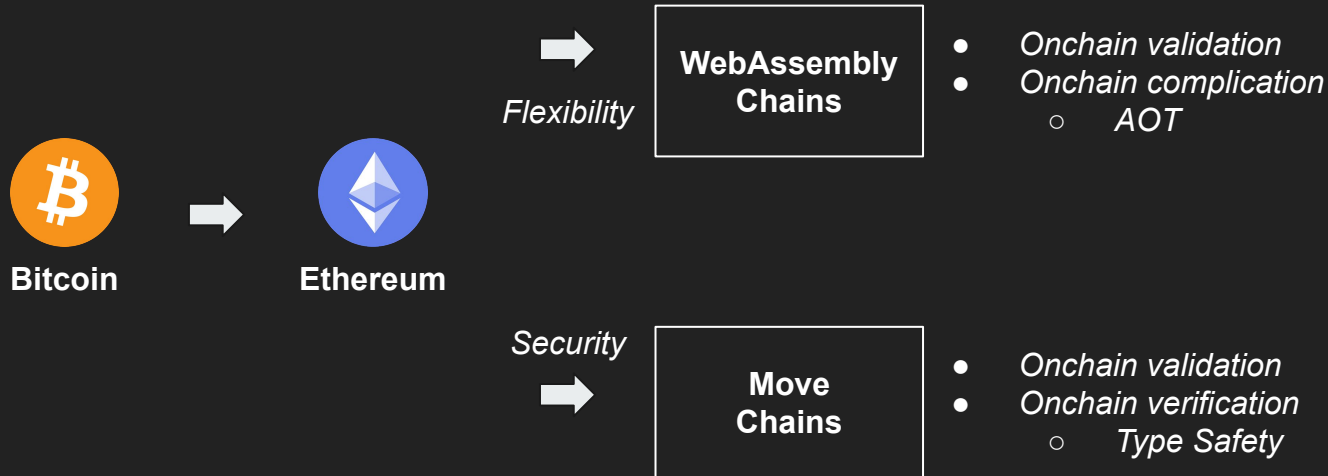 WebAssembly
Chains
Flexibility
● Onchain validation
● Onchain complication
○ AOT
Bitcoin
Ethereum
Security
Move
Chains
● Onchain validation
● Onchain verification
○ Type Safety